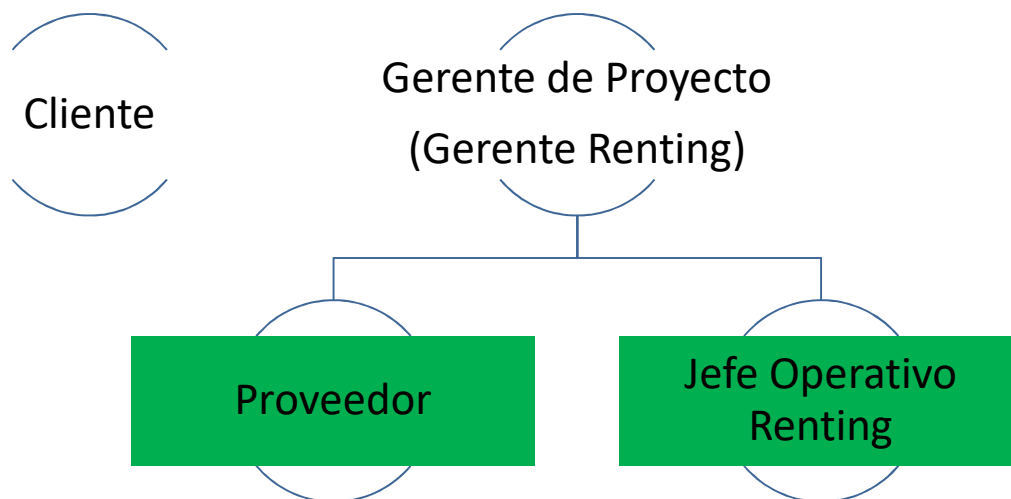 Cliente
Gerente de Proyecto
(Gerente Renting)
Proveedor
Jefe Operativo
Renting